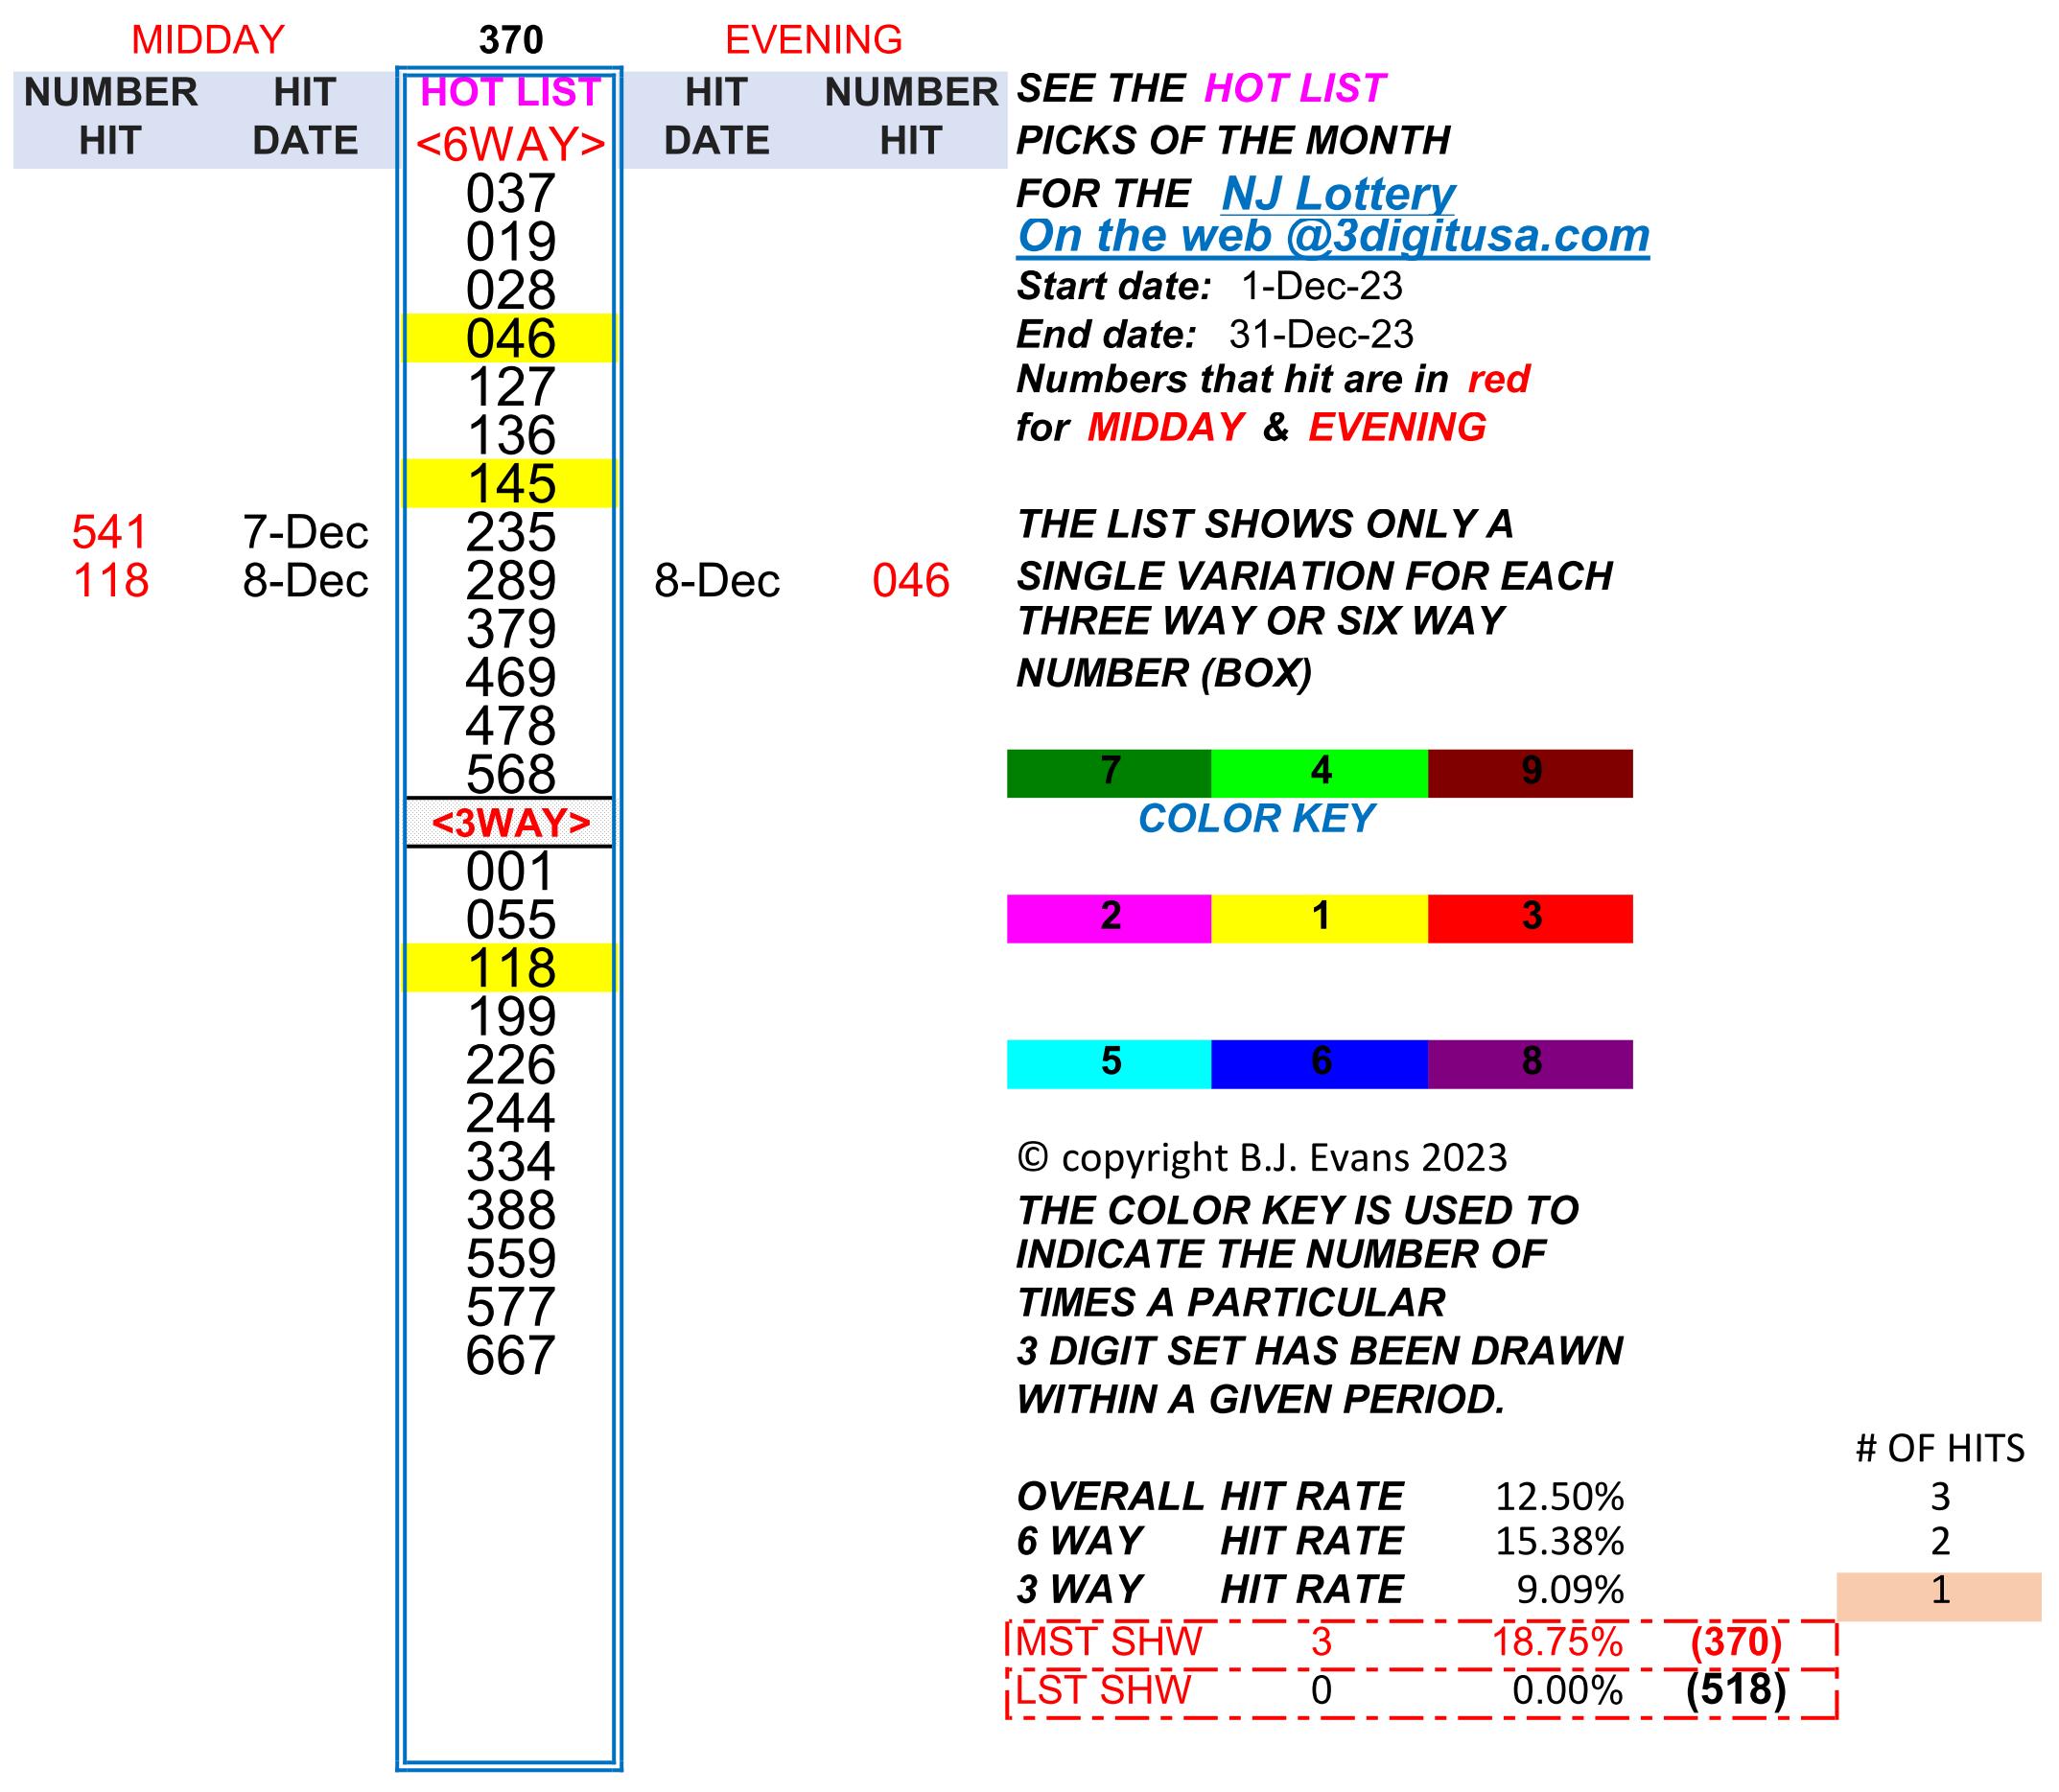 MIDDAY 370 EVENING
NUMBER HIT HOT LIST HIT NUMBER SEE THE HOT LIST
HIT DATE <6WAY> DATE HIT PICKS OF THE MONTH
037 FOR THE NJ Lottery
019 On the web @3digitusa.com
028 Start date: 1-Dec-23
046 End date: 31-Dec-23
127 Numbers that hit are in red
136 for MIDDAY & EVENING
145
541 7-Dec 235 THE LIST SHOWS ONLY A
118 8-Dec 289 8-Dec 046 SINGLE VARIATION FOR EACH
379 THREE WAY OR SIX WAY
469 NUMBER (BOX)
478
568 7 4 9
<3WAY> COLOR KEY
001
055 2 1 3
118
199
226 5 6 8
244
334 © copyright B.J. Evans 2023
388 THE COLOR KEY IS USED TO
559 INDICATE THE NUMBER OF
577 TIMES A PARTICULAR
667 3 DIGIT SET HAS BEEN DRAWN
WITHIN A GIVEN PERIOD.
# OF HITS
OVERALL HIT RATE 12.50% 3
6 WAY HIT RATE 15.38% 2
3 WAY HIT RATE 9.09% 1
MST SHW 3 18.75% (370)
LST SHW 0 0.00% (518)